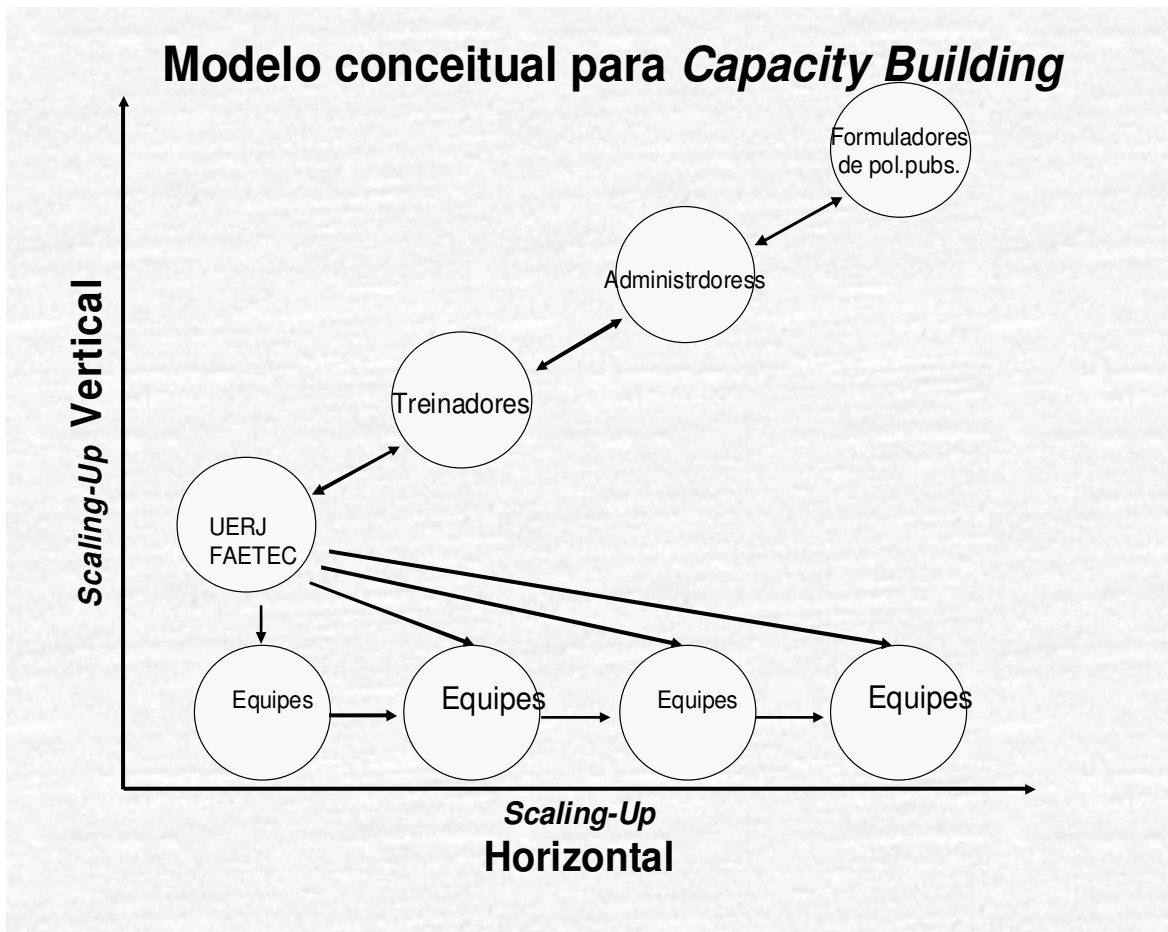 Modelo conceitual para Capacity Building
Formuladores
de pol.pubs.
Administrdoress
Treinadores
UERJ
FAETEC
Scaling-Up Vertical
Equipes
Equipes
Equipes
Equipes
Scaling-Up
Horizontal